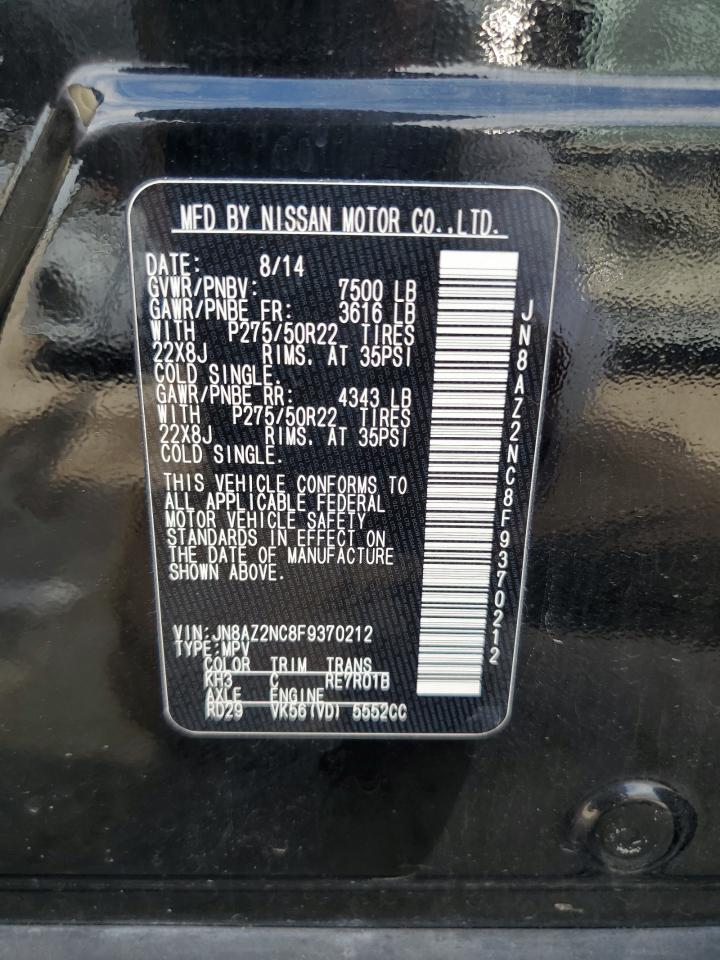 MFD BY NISSAN MOTOR CO.,LTD.
DATE: 8/14
GVWR/PNBV: 7500 LB
GAWR/PNBE FR: 3616 LB
WITH P275/50R22 TIRES
22X8J RIMS. AT 35PSI
COLD SINGLE.
GAWR/PNBE RR: 4343 LB
WITH P275/50R22 TIRES
22X8J RIMS. AT 35PSI
COLD SINGLE.
THIS VEHICLE CONFORMS TO
ALL APPLICABLE FEDERAL
MOTOR VEHICLE SAFETY
STANDARDS IN EFFECT ON
THE DATE OF MANUFACTURE
SHOWN ABOVE.
VIN:JN8AZ2NC8F9370212
TYPE:MPV
COLOR TRIM TRANS
KH3 C RE7R01B
AXLE ENGINE
RD29 VK56(VD) 5552CC
JN8AZ2NC8F9370212